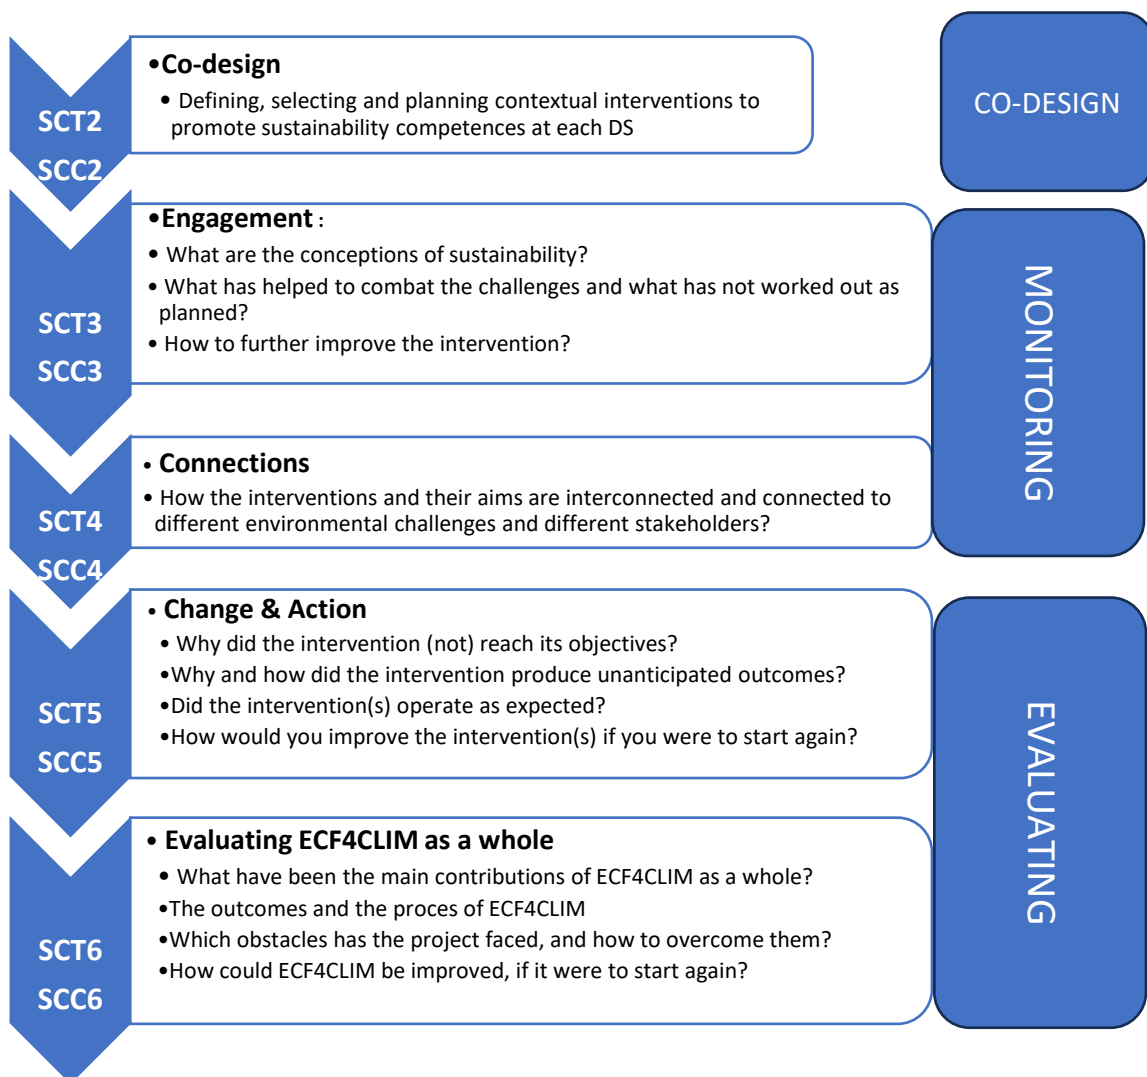 •Co-design
• Defining, selecting and planning contextual interventions to
promote sustainability competences at each DS
SCT2
SCC2
CO-DESIGN
•Engagement :
• What are the conceptions of sustainability?
• What has helped to combat the challenges and what has not worked out as
planned?
• How to further improve the intervention?
SCT3
SCC3
MONITORING
• Connections
• How the interventions and their aims are interconnected and connected to
different environmental challenges and different stakeholders?
SCT4
SCC4
• Change & Action
• Why did the intervention (not) reach its objectives?
•Why and how did the intervention produce unanticipated outcomes?
•Did the intervention(s) operate as expected?
•How would you improve the intervention(s) if you were to start again?
SCT5
SCC5
EVALUATING
• Evaluating ECF4CLIM as a whole
• What have been the main contributions of ECF4CLIM as a whole?
•The outcomes and the proces of ECF4CLIM
•Which obstacles has the project faced, and how to overcome them?
•How could ECF4CLIM be improved, if it were to start again?
SCT6
SCC6